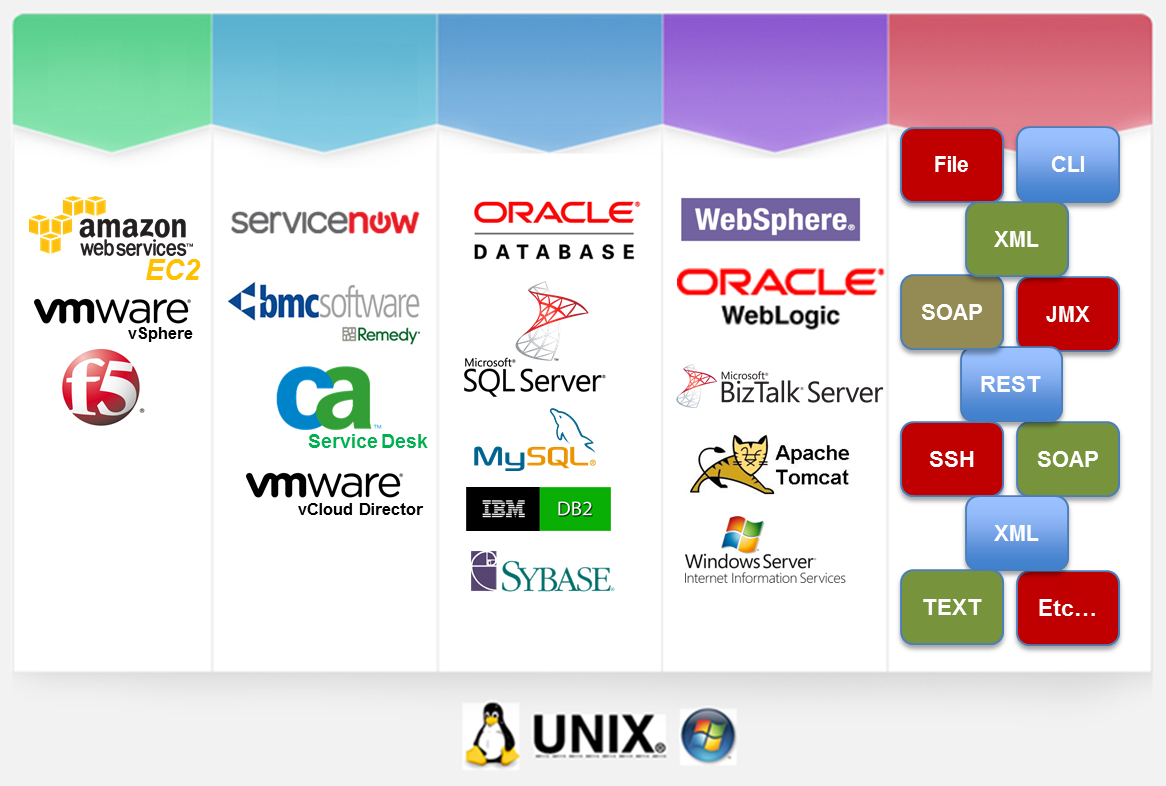 amazon
web services™
EC2
vmware®
vSphere
f5®
servicenow
bmcsoftware
Remedy®
ca™
Service Desk
vmware®
vCloud Director
ORACLE®
DATABASE
Microsoft®
SQL Server®
MySQL®
IBM DB2
SYBASE®
WebSphere®
ORACLE®
WebLogic
Microsoft®
BizTalk Server
Apache
Tomcat
Windows Server®
Internet Information Services
File CLI
XML
SOAP JMX
REST
SSH SOAP
XML
TEXT Etc...
UNIX®